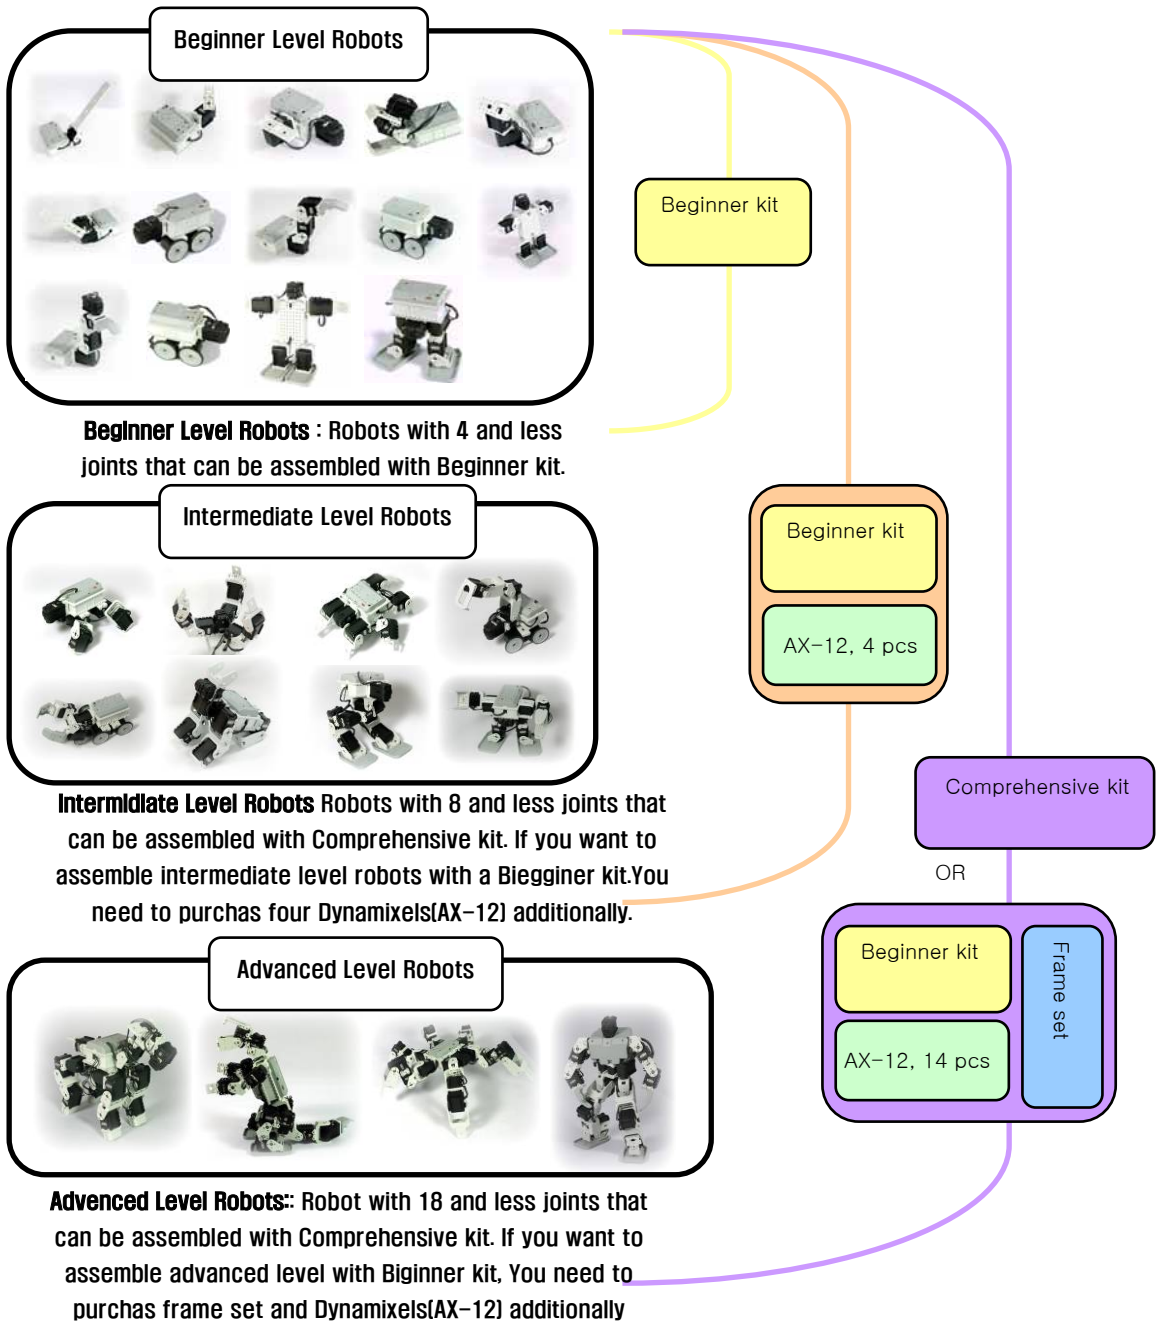 Beginner Level Robots
Beginner kit
Beginner Level Robots : Robots with 4 and less
joints that can be assembled with Beginner kit.
Intermediate Level Robots
Beginner kit
AX-12, 4 pcs
Intermidiate Level Robots Robots with 8 and less joints that
can be assembled with Comprehensive kit. If you want to
assemble intermediate level robots with a Biegginer kit.You
need to purchas four Dynamixels(AX-12) additionally.
Comprehensive kit
OR
Beginner kit
AX-12, 14 pcs
Frame set
Advanced Level Robots
Advenced Level Robots:: Robot with 18 and less joints that
can be assembled with Comprehensive kit. If you want to
assemble advanced level with Biginner kit, You need to
purchas frame set and Dynamixels(AX-12) additionally